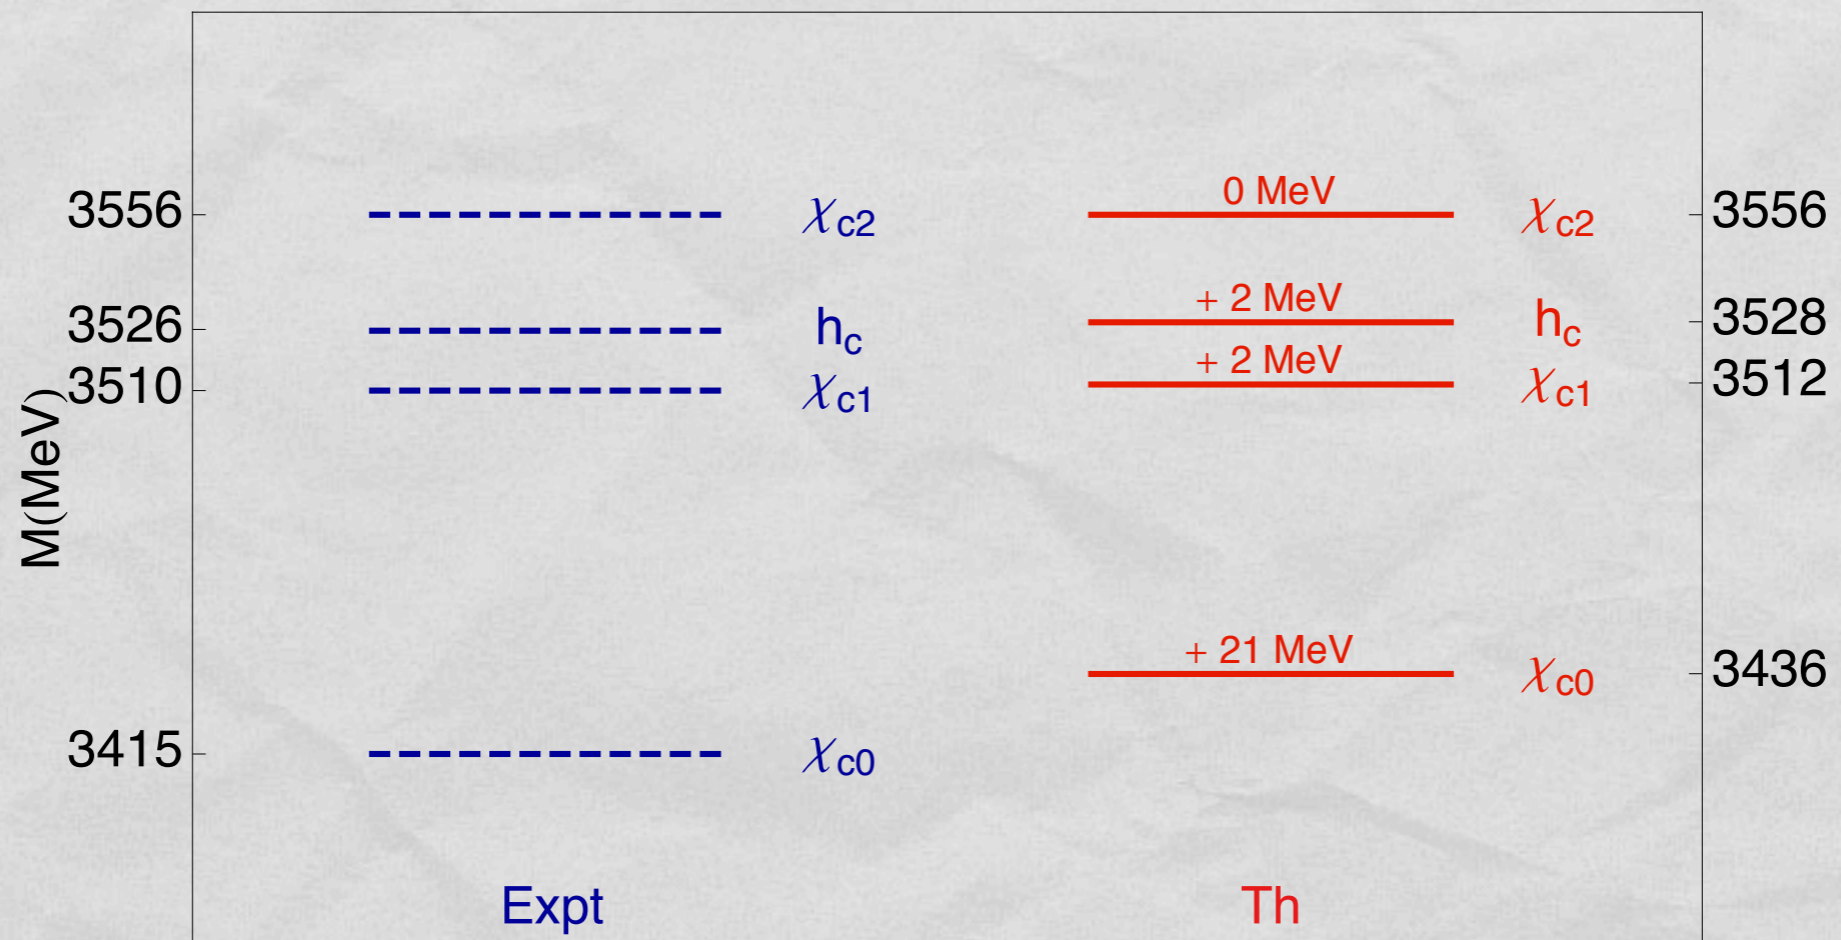 0 MeV
3556 χc2 χc2 3556
+ 2 MeV
3526 hc hc 3528
+ 2 MeV
3510 χc1 χc1 3512
M(MeV)
+ 21 MeV
χc0 3436
3415 χc0
Expt Th